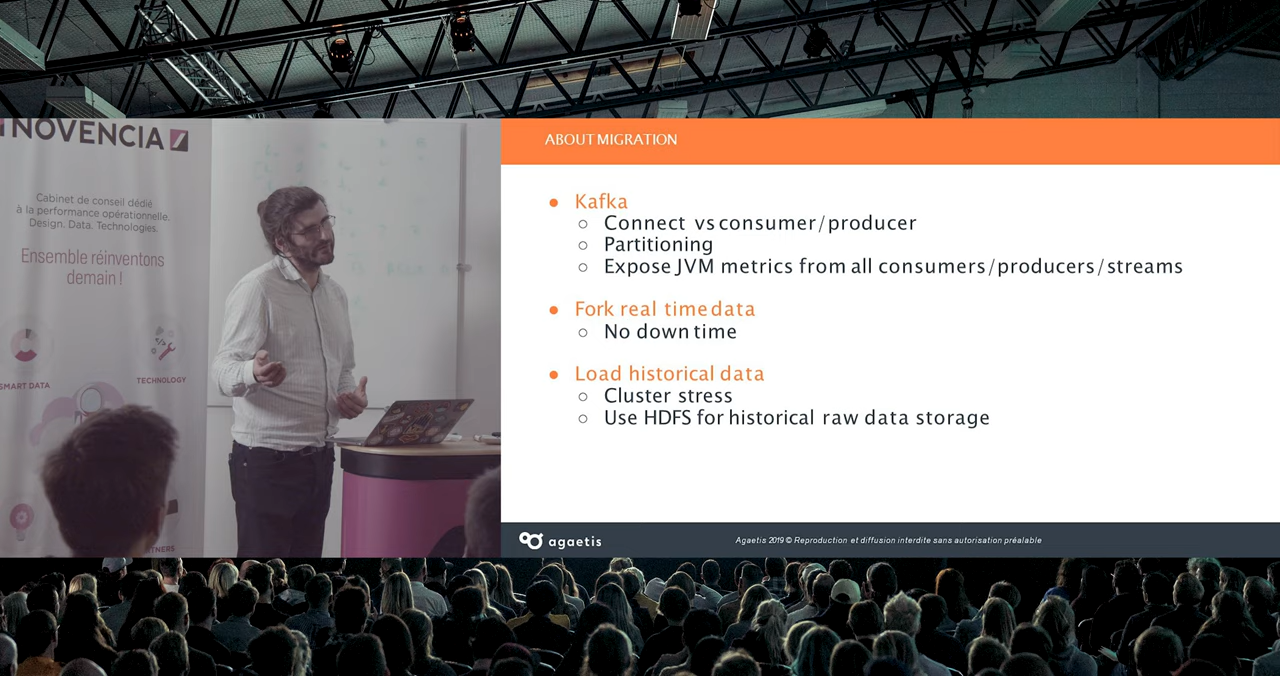 NOVENCIA
Cabinet de conseil dédié
à la performance opérationnelle.
Design. Data. Technologies.
Ensemble réinventons
demain !
SMART DATA
TECHNOLOGY
ABOUT MIGRATION
● Kafka
○ Connect vs consumer/producer
○ Partitioning
○ Expose JVM metrics from all consumers/producers/streams
● Fork real time data
○ No down time
● Load historical data
○ Cluster stress
○ Use HDFS for historical raw data storage
agaetis
Agaetis 2019 © Reproduction et diffusion interdite sans autorisation préalable